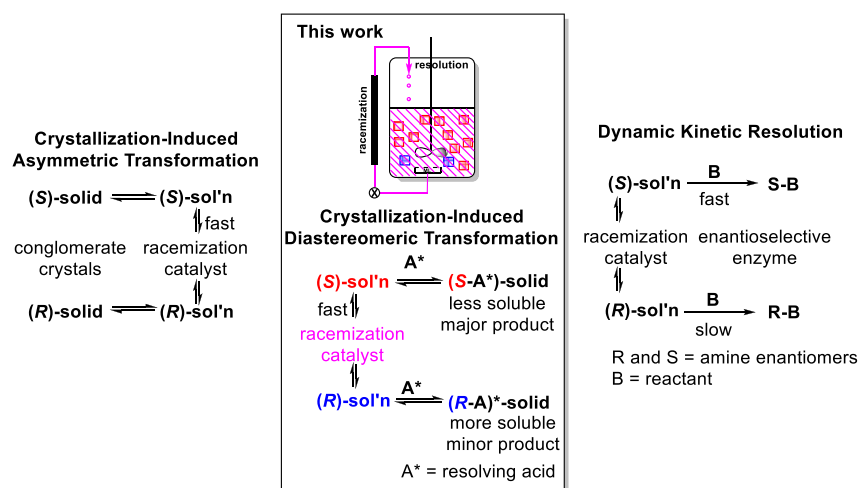 Crystallization-Induced
Asymmetric Transformation
(S)-solid (S)-sol'n
fast
conglomerate racemization
crystals catalyst
(R)-solid (R)-sol'n
This work
resolution
racemization
Crystallization-Induced
Diastereomeric Transformation
A*
(S)-sol'n (S-A*)-solid
fast less soluble
major product
racemization
catalyst
A*
(R)-sol'n (R-A)*-solid
more soluble
minor product
A* = resolving acid
Dynamic Kinetic Resolution
B
(S)-sol'n S-B
fast
racemization enantioselective
catalyst enzyme
B
(R)-sol'n R-B
slow
R and S = amine enantiomers
B = reactant